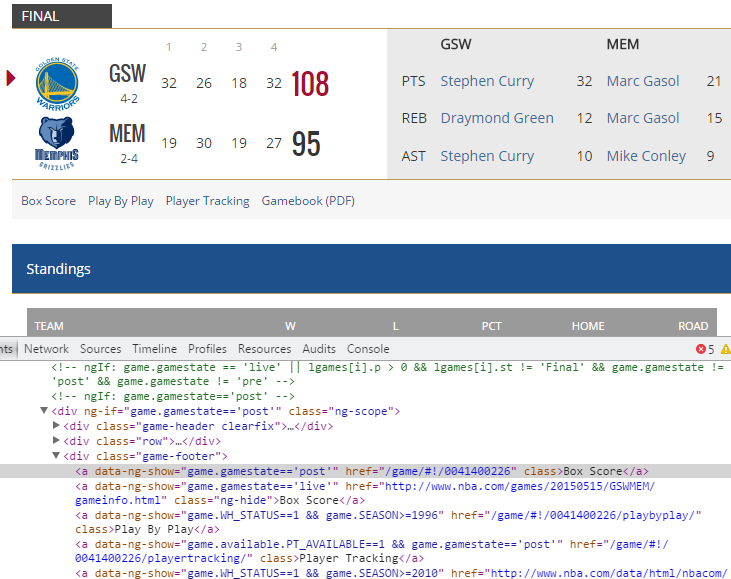 FINAL
1 2 3 4
GOLDEN STATE
WARRIORS
GSW
4-2
32 26 18 32 108
MEMPHIS
GRIZZLIES
MEM
2-4
19 30 19 27 95
GSW MEM
PTS Stephen Curry 32 Marc Gasol 21
REB Draymond Green 12 Marc Gasol 15
AST Stephen Curry 10 Mike Conley 9
Box Score Play By Play Player Tracking Gamebook (PDF)
Standings
TEAM W L PCT HOME ROAD
nts Network Sources Timeline Profiles Resources Audits Console 5
<!-- ngIf: game.gamestate == 'live' || lgames[i].p > 0 && lgames[i].st != 'Final' && game.gamestate !=
'post' && game.gamestate != 'pre' -->
<!-- ngIf: game.gamestate=='post' -->
▼<div ng-if="game.gamestate=='post'" class="ng-scope">
▶<div class="game-header clearfix">…</div>
▶<div class="row">…</div>
▼<div class="game-footer">
<a data-ng-show="game.gamestate=='post'" href="/game/#!/0041400226" class>Box Score</a>
<a data-ng-show="game.gamestate=='live'" href="http://www.nba.com/games/20150515/GSWMEM/
gameinfo.html" class="ng-hide">Box Score</a>
<a data-ng-show="game.WH_STATUS==1 && game.SEASON>=1996" href="/game/#!/0041400226/playbyplay/"
class>Play By Play</a>
<a data-ng-show="game.available.PT_AVAILABLE==1 && game.gamestate=='post'" href="/game/#!/
0041400226/playertracking/" class>Player Tracking</a>
<a data-ng-show="game.WH_STATUS==1 && game.SEASON>=2010" href="http://www.nba.com/data/html/nbacom/